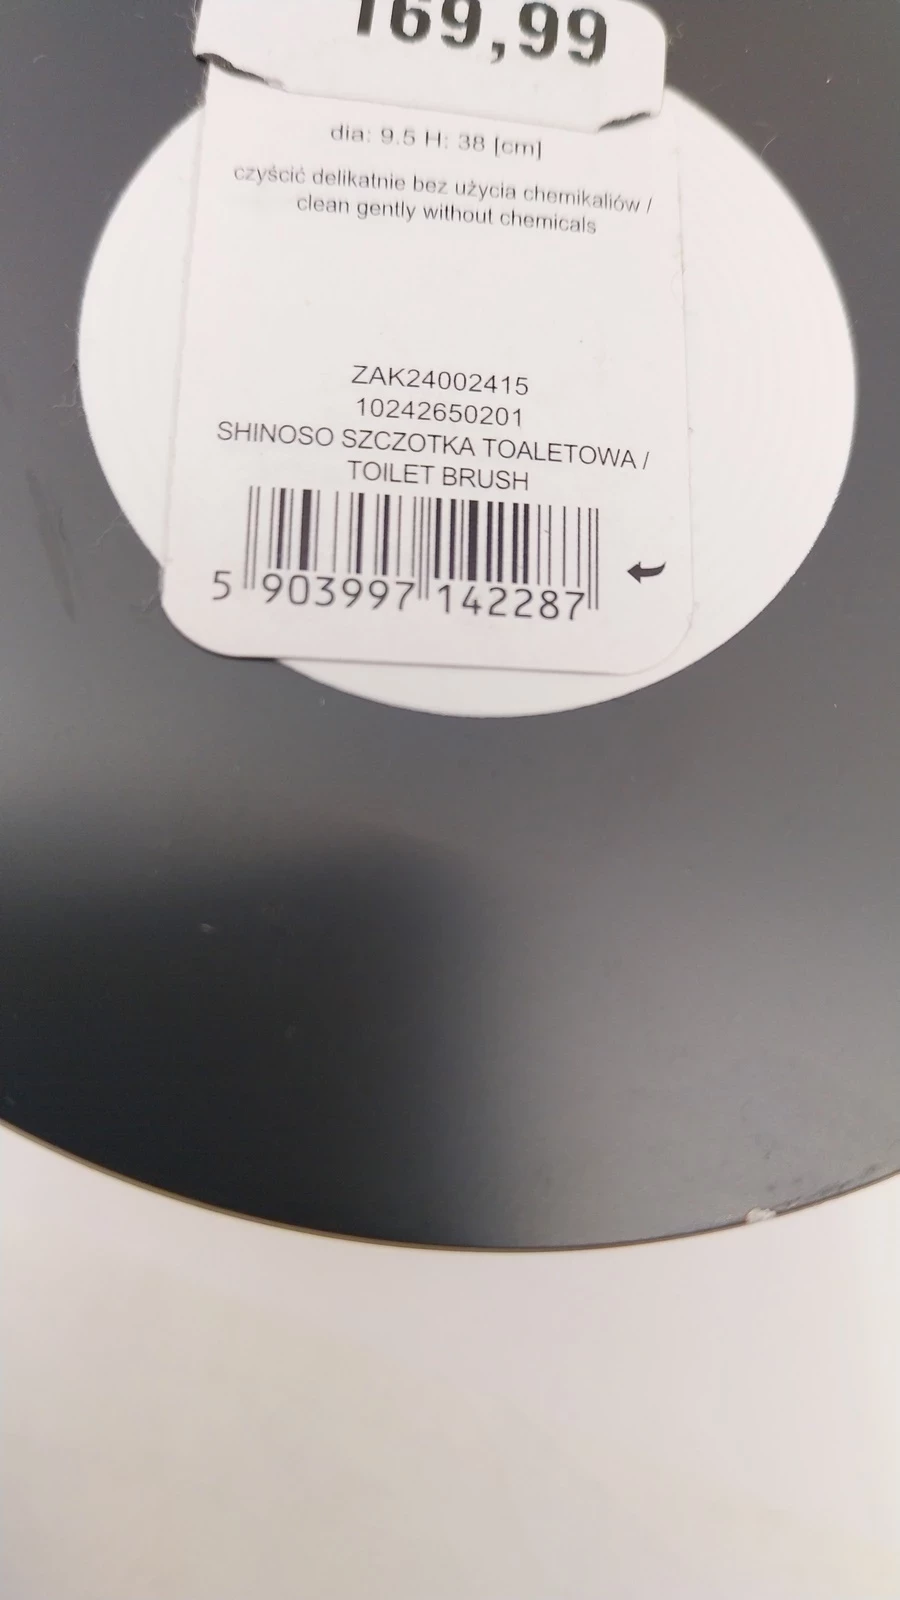 169,99
dia: 9.5 H: 38 [cm]
czyścić delikatnie bez użycia chemikaliów /
clean gently without chemicals
ZAK24002415
10242650201
SHINOSO SZCZOTKA TOALETOWA /
TOILET BRUSH
5 903997 142287